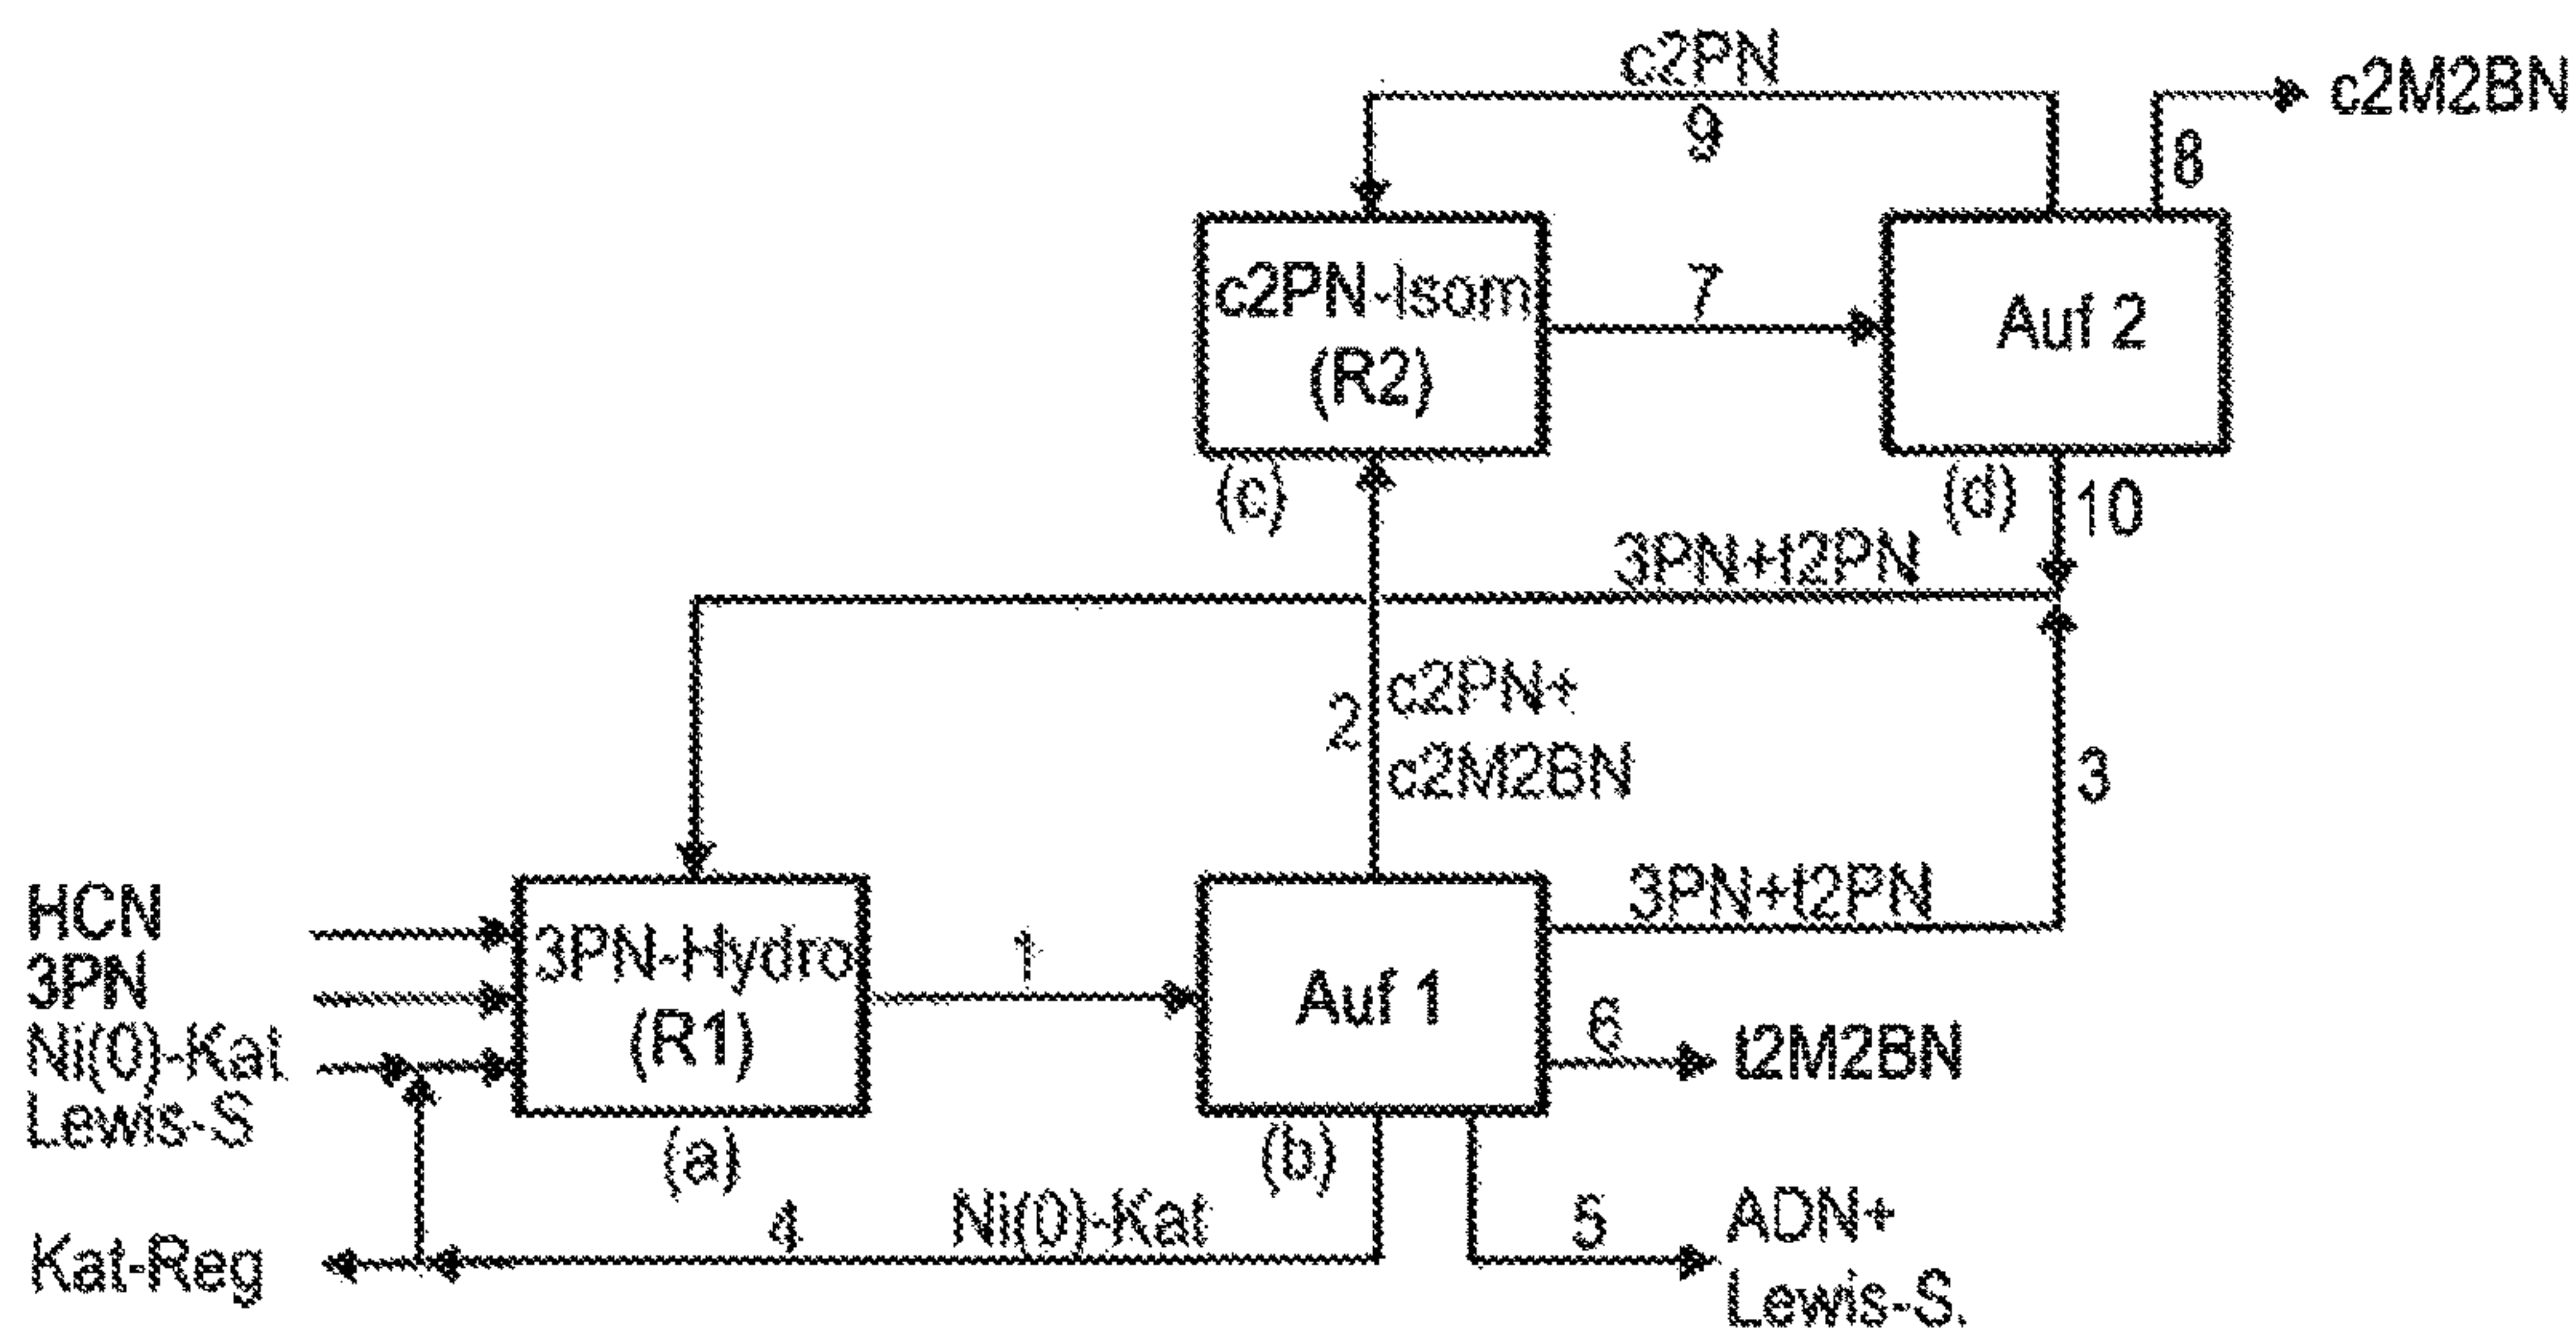 c2PN
9
c2M2BN
8
c2PN-Isom
(R2)
7
Auf 2
(c)
(d)
10
3PN+t2PN
2
c2PN+
c2M2BN
3
3PN+t2PN
HCN
3PN
Ni(0)-Kat
Lewis-S
3PN-Hydro
(R1)
1
Auf 1
6
t2M2BN
(a)
(b)
4
Ni(0)-Kat
5
ADN+
Lewis-S.
Kat-Reg